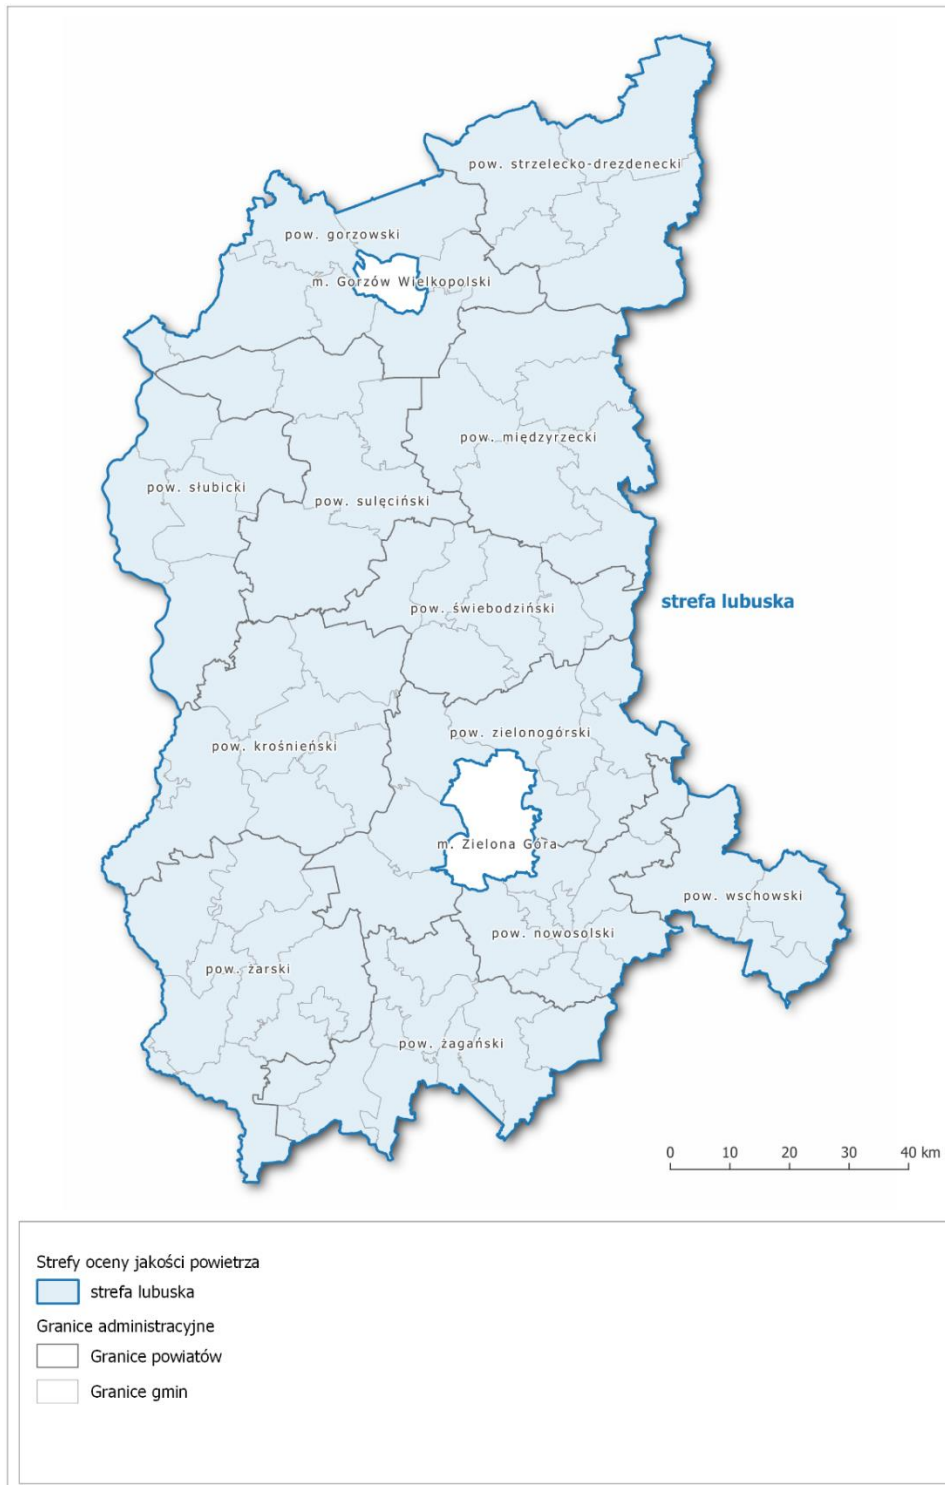 pow. strzelecko-drezdenecki
pow. gorzowski
m. Gorzów Wielkopolski
pow. międzyrzecki
pow. słubicki
pow. sulęciński
strefa lubuska
pow. świebodziński
pow. zielonogórski
pow. krośnieński
m. Zielona Góra
pow. wschowski
pow. nowosolski
pow. żarski
pow. żagański
0 10 20 30 40 km
Strefy oceny jakości powietrza
strefa lubuska
Granice administracyjne
Granice powiatów
Granice gmin